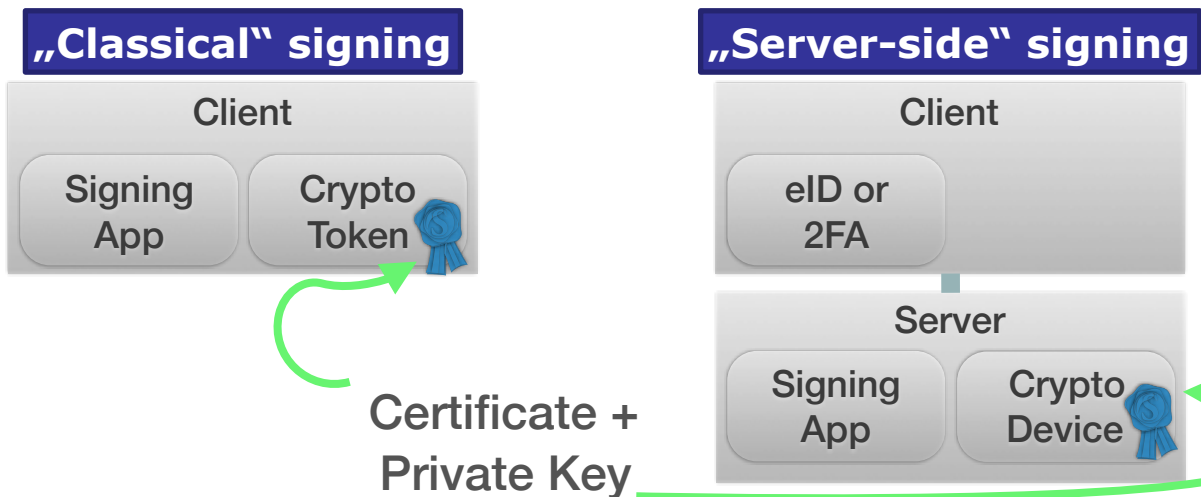 „Classical“ signing
Client
Signing
App
Crypto
Token
Certificate +
Private Key
„Server-side“ signing
Client
eID or
2FA
Server
Signing
App
Crypto
Device